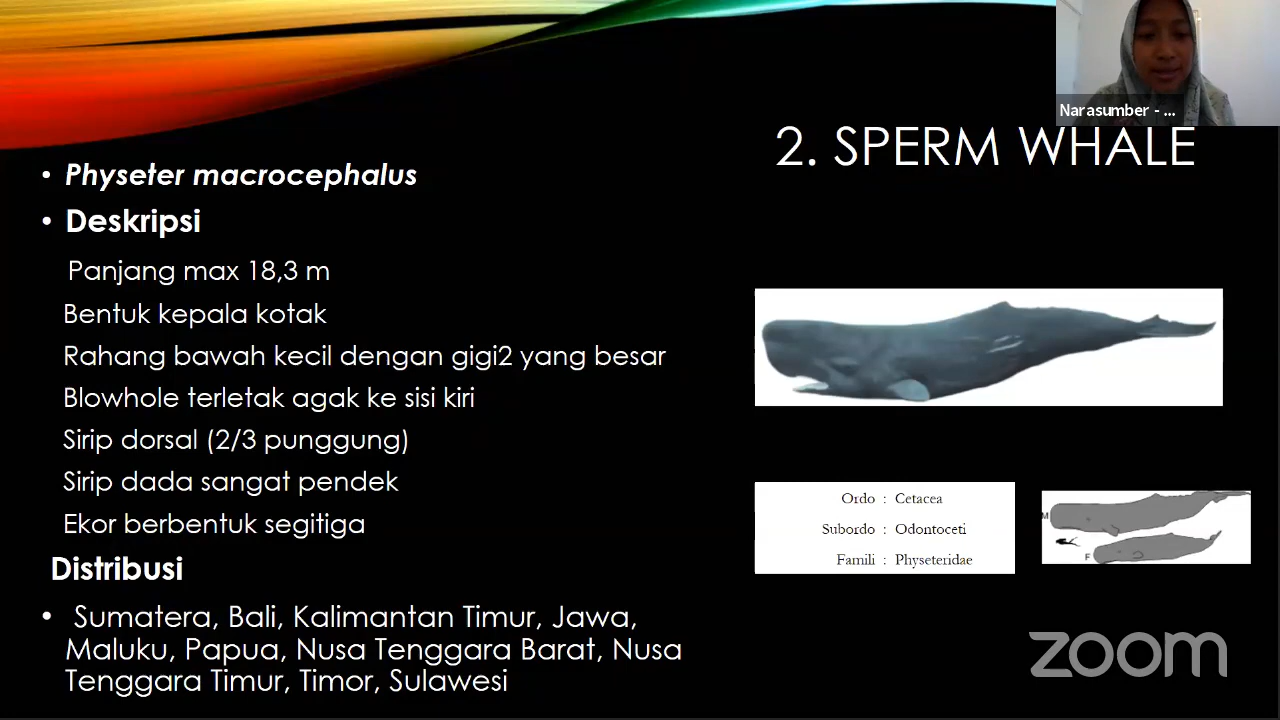 Narasumber - ...
2. SPERM WHALE
• Physeter macrocephalus
• Deskripsi
Panjang max 18,3 m
Bentuk kepala kotak
Rahang bawah kecil dengan gigi2 yang besar
Blowhole terletak agak ke sisi kiri
Sirip dorsal (2/3 punggung)
Sirip dada sangat pendek
Ekor berbentuk segitiga
Distribusi
• Sumatera, Bali, Kalimantan Timur, Jawa,
Maluku, Papua, Nusa Tenggara Barat, Nusa
Tenggara Timur, Timor, Sulawesi
Ordo : Cetacea
Subordo : Odontoceti
Famili : Physeteridae
M
F
zoom